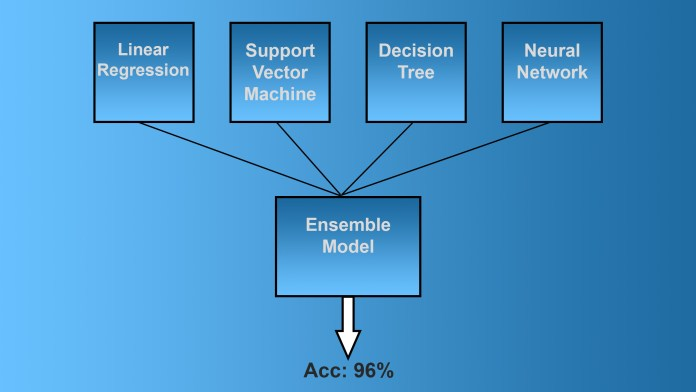 Linear
Regression
Support
Vector
Machine
Decision
Tree
Neural
Network
Ensemble
Model
Acc: 96%